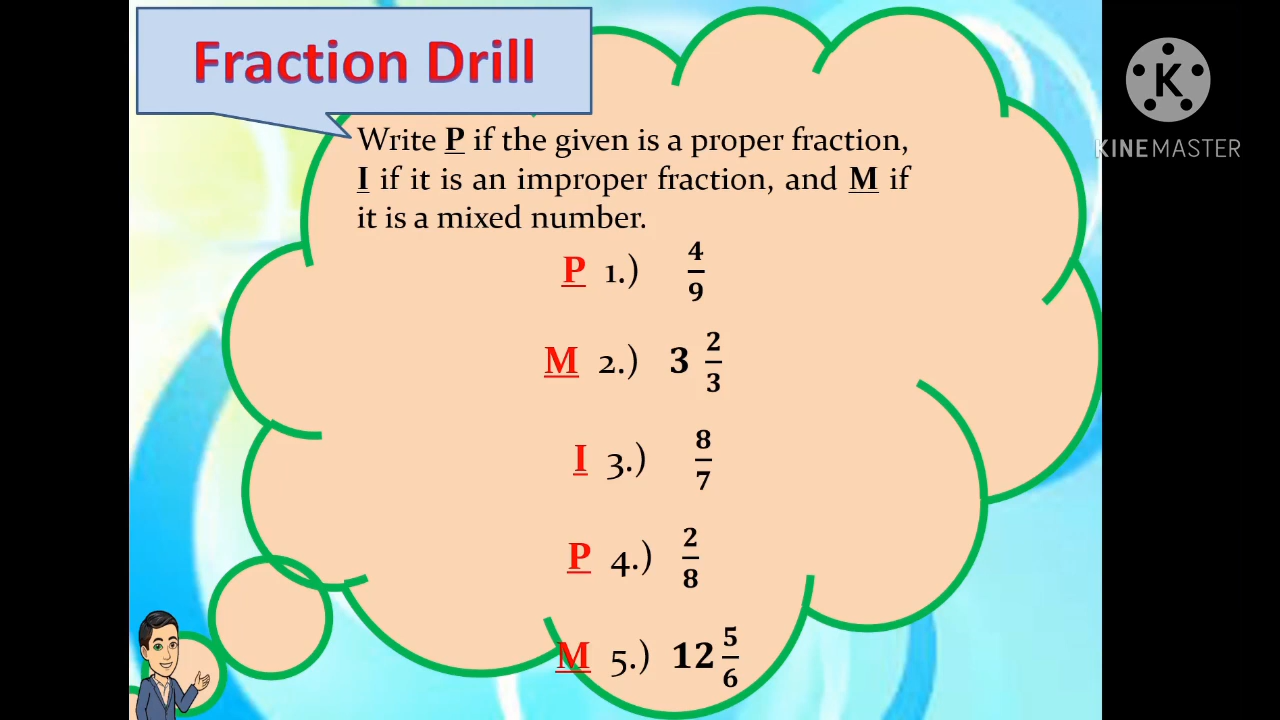 Fraction Drill
K
KINEMASTER
Write P if the given is a proper fraction,
I if it is an improper fraction, and M if
it is a mixed number.
P 1.) 4/9
M 2.) 3 2/3
I 3.) 8/7
P 4.) 2/8
M 5.) 12 5/6